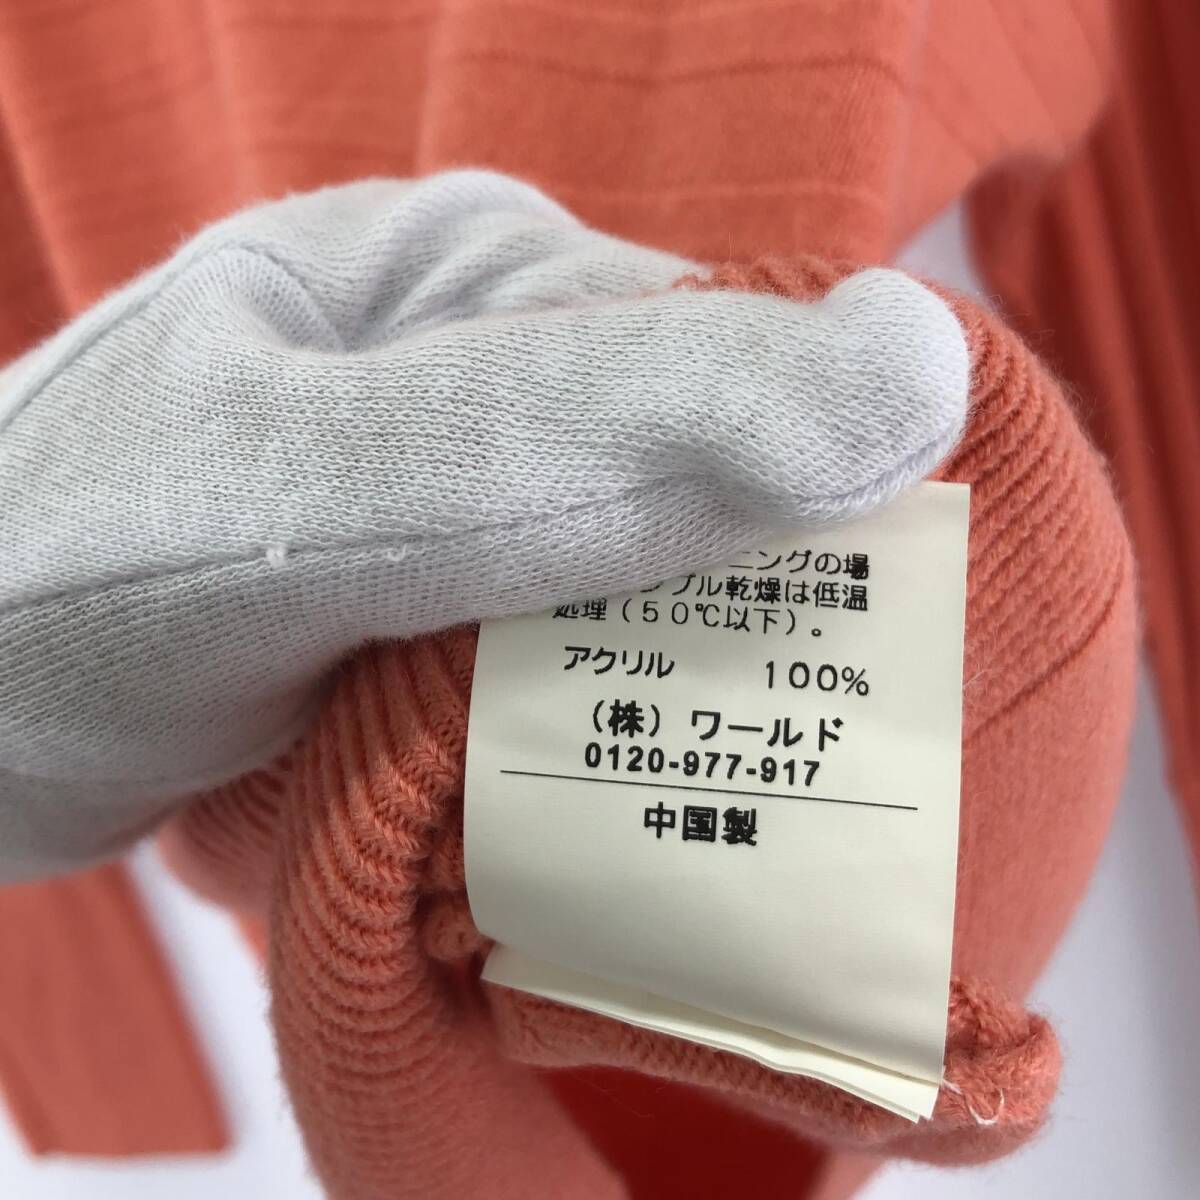 ニングの場
ブル乾燥は低温
処理（５０℃以下）。
アクリル 100%
（株）ワールド
0120-977-917
中国製